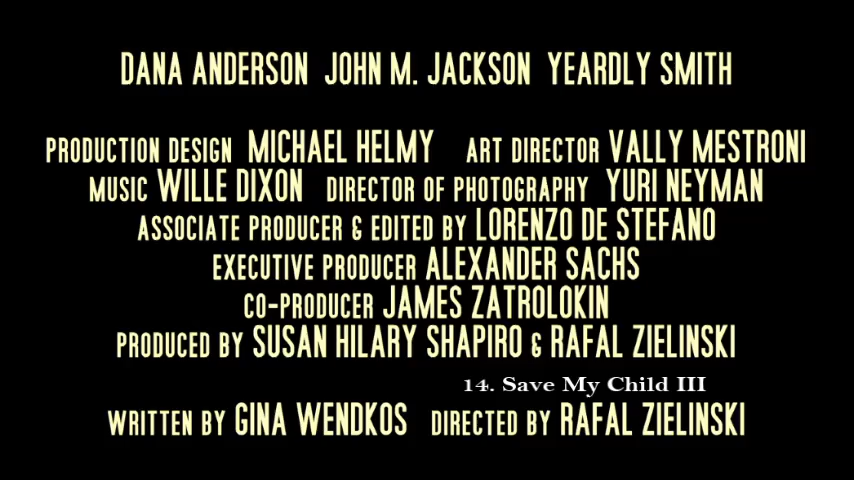 DANA ANDERSON JOHN M. JACKSON YEARDLY SMITH
PRODUCTION DESIGN MICHAEL HELMY ART DIRECTOR VALLY MESTRONI
MUSIC WILLE DIXON DIRECTOR OF PHOTOGRAPHY YURI NEYMAN
ASSOCIATE PRODUCER & EDITED BY LORENZO DE STEFANO
EXECUTIVE PRODUCER ALEXANDER SACHS
CO-PRODUCER JAMES ZATROLOKIN
PRODUCED BY SUSAN HILARY SHAPIRO & RAFAL ZIELINSKI
14. Save My Child III
WRITTEN BY GINA WENDKOS DIRECTED BY RAFAL ZIELINSKI